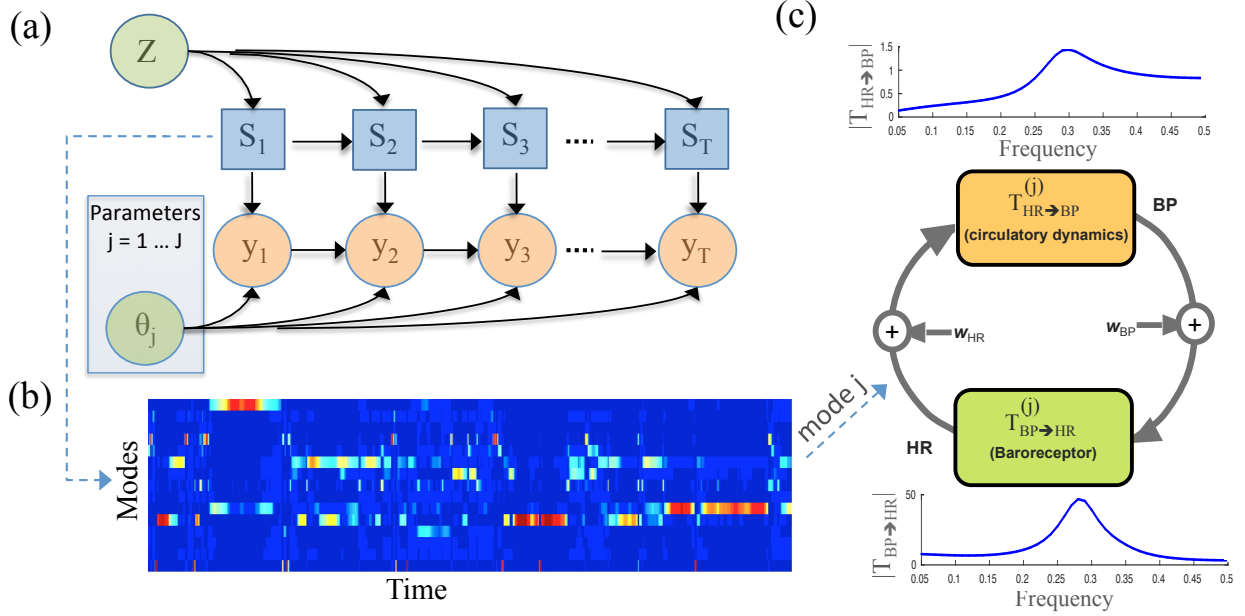 (a)
Z
S1 S2 S3 ST
Parameters
j = 1 ... J
y1 y2 y3 yT
θj
(b)
Modes
Time
mode j
(c)
|T HR➔BP|
1.5
1
0.5
0
0.05 0.1 0.15 0.2 0.25 0.3 0.35 0.4 0.45 0.5
Frequency
(j)
T HR➔BP
(circulatory dynamics)
BP
+
wHR
wBP
+
(j)
T BP➔HR
(Baroreceptor)
HR
|T BP➔HR|
50
0
0.05 0.1 0.15 0.2 0.25 0.3 0.35 0.4 0.45 0.5
Frequency